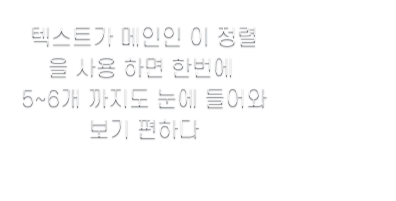 텍스트가 메인인 이 정렬
을 사용 하면 한번에
5~6개 까지도 눈에 들어와
보기 편하다